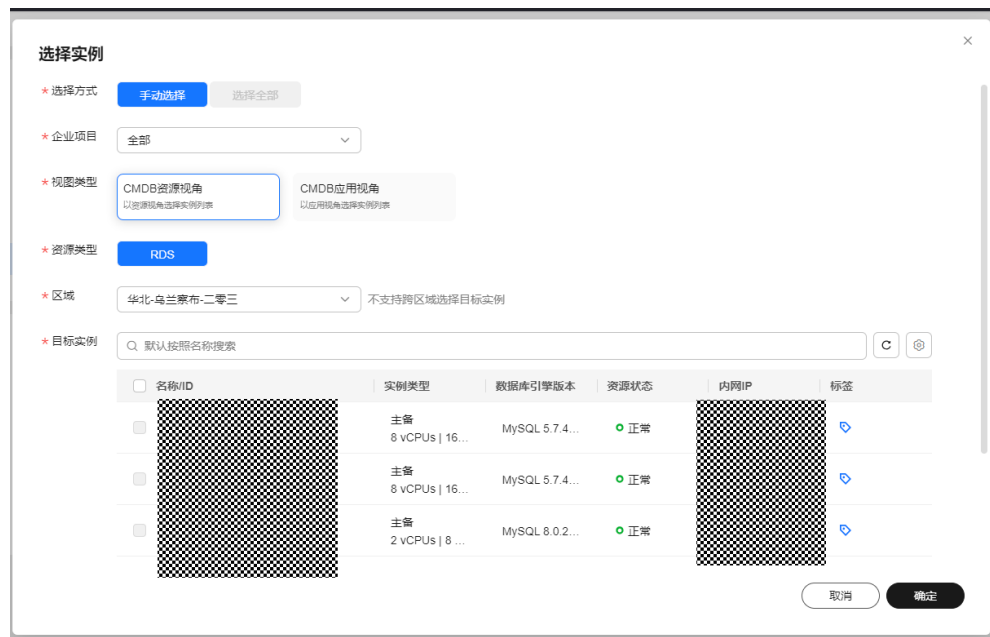 选择实例
* 选择方式
手动选择
选择全部
* 企业项目
全部
* 视图类型
CMDB资源视角
以资源视角选择实例列表
CMDB应用视角
以应用视角选择实例列表
* 资源类型
RDS
* 区域
华北-乌兰察布-二零三
不支持跨区域选择目标实例
* 目标实例
默认按照名称搜索
名称/ID 实例类型 数据库引擎版本 资源状态 内网IP 标签
主备
8 vCPUs | 16... MySQL 5.7.4... 正常
主备
8 vCPUs | 16... MySQL 5.7.4... 正常
主备
2 vCPUs | 8 ... MySQL 8.0.2... 正常
取消 确定